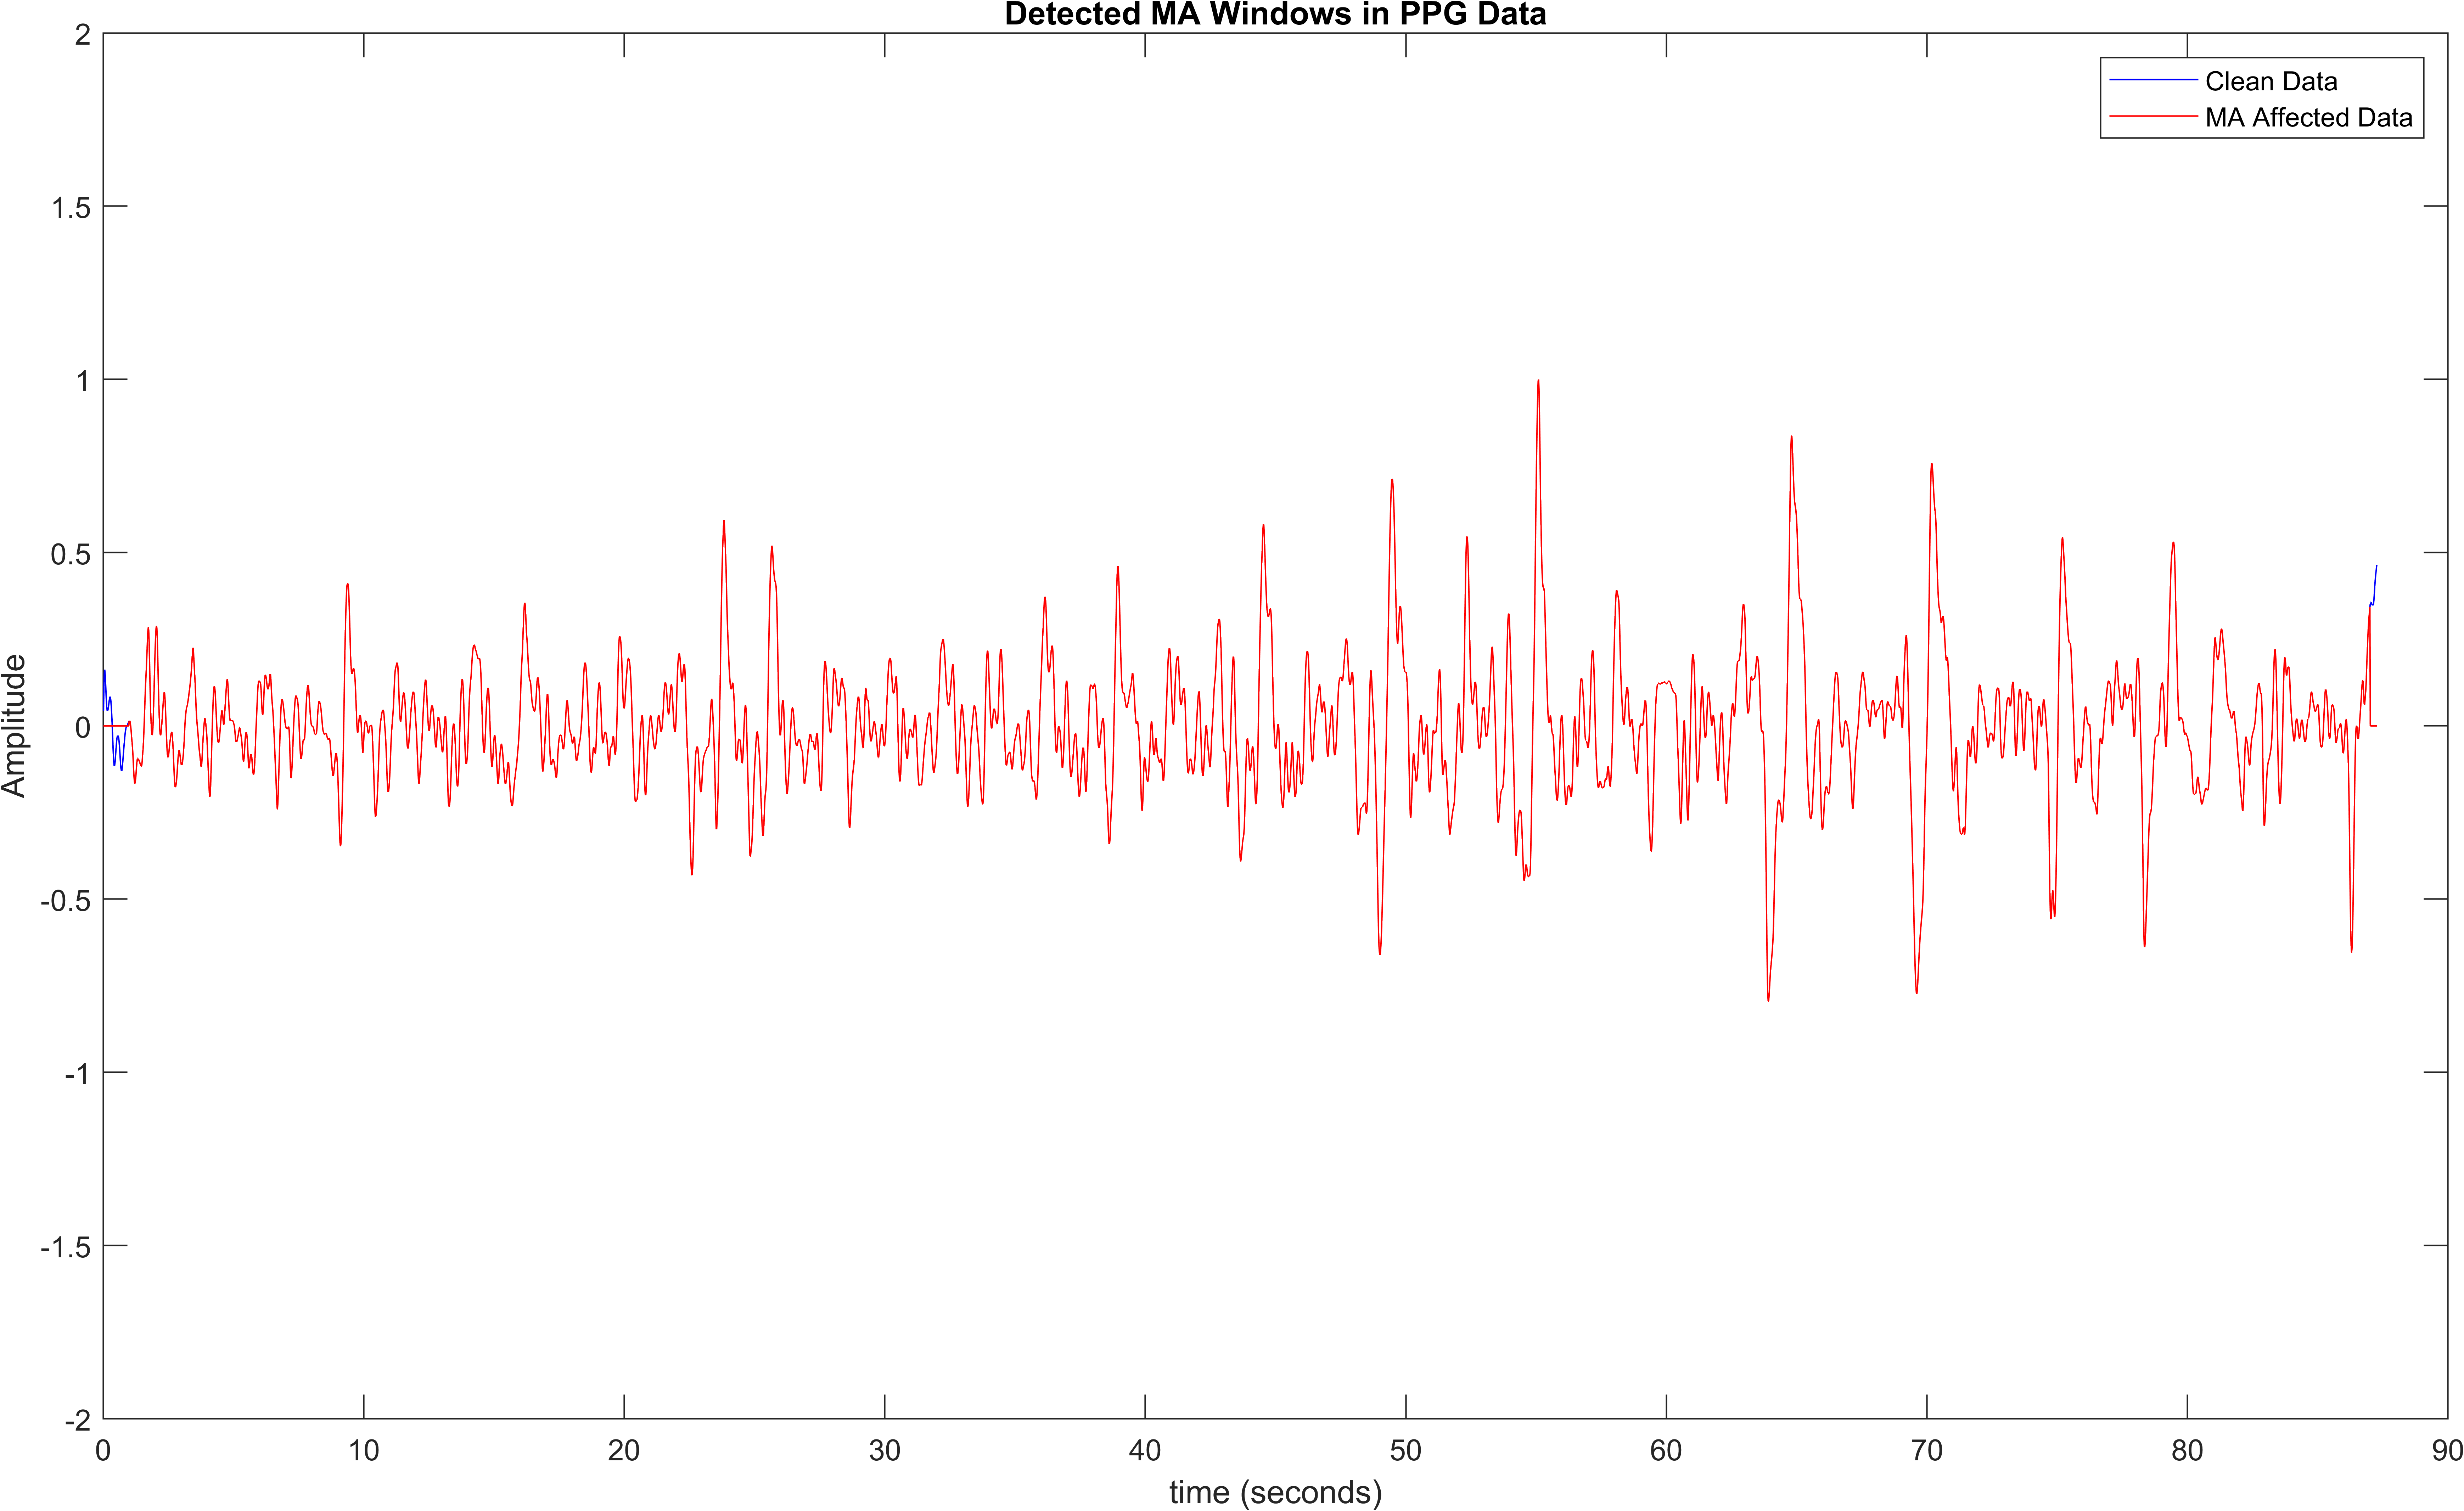 Detected MA Windows in PPG Data
Clean Data
MA Affected Data
2
1.5
1
0.5
0
-0.5
-1
-1.5
-2
Amplitude
0 10 20 30 40 50 60 70 80 90
time (seconds)